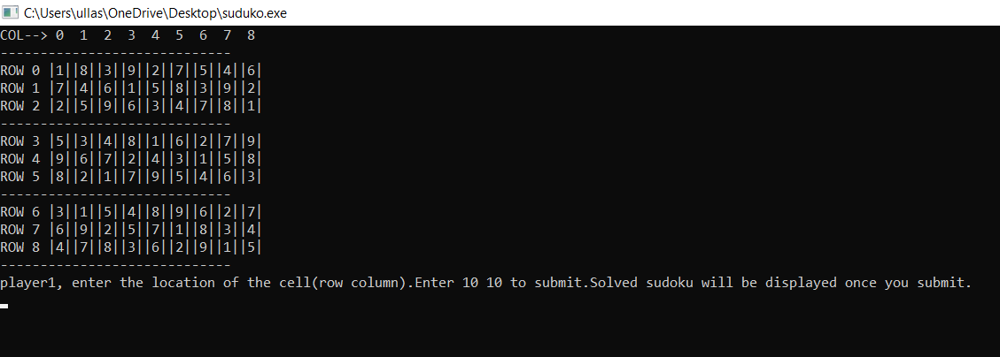 C:\Users\ullas\OneDrive\Desktop\suduko.exe
COL--> 0  1  2  3  4  5  6  7  8
-----------------------------
ROW 0 |1||8||3||9||2||7||5||4||6|
ROW 1 |7||4||6||1||5||8||3||9||2|
ROW 2 |2||5||9||6||3||4||7||8||1|
-----------------------------
ROW 3 |5||3||4||8||1||6||2||7||9|
ROW 4 |9||6||7||2||4||3||1||5||8|
ROW 5 |8||2||1||7||9||5||4||6||3|
-----------------------------
ROW 6 |3||1||5||4||8||9||6||2||7|
ROW 7 |6||9||2||5||7||1||8||3||4|
ROW 8 |4||7||8||3||6||2||9||1||5|
-----------------------------
player1, enter the location of the cell(row column).Enter 10 10 to submit.Solved sudoku will be displayed once you submit.